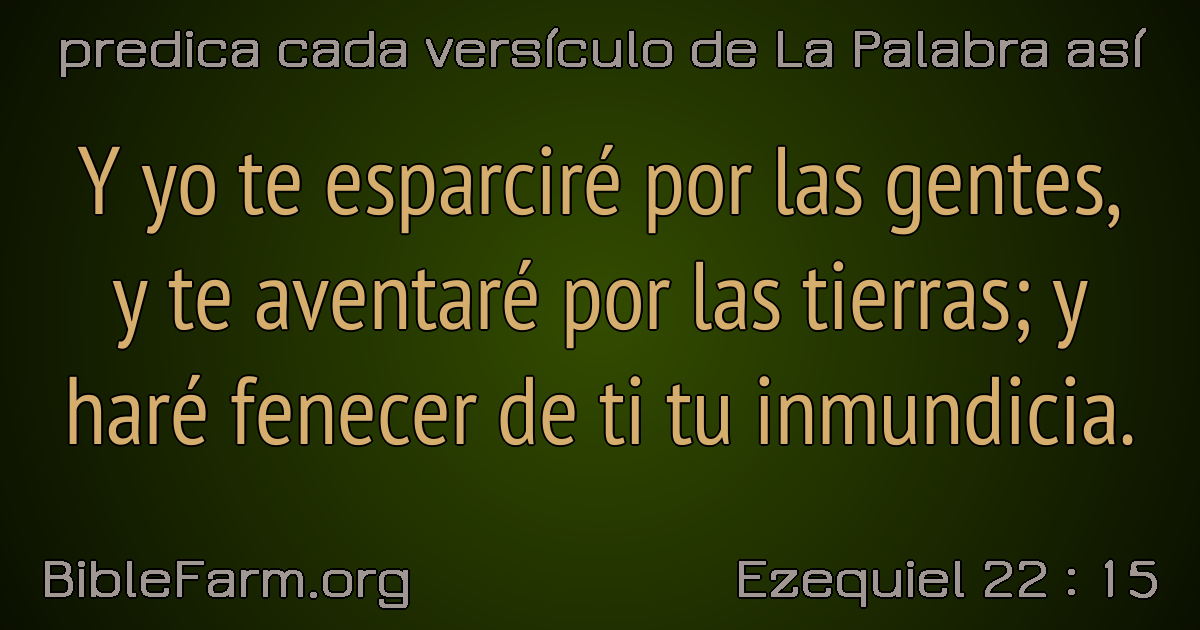 predica cada versículo de La Palabra así
Y yo te esparciré por las gentes,
y te aventaré por las tierras; y
haré fenecer de ti tu inmundicia.
BibleFarm.org
Ezequiel 22 : 15